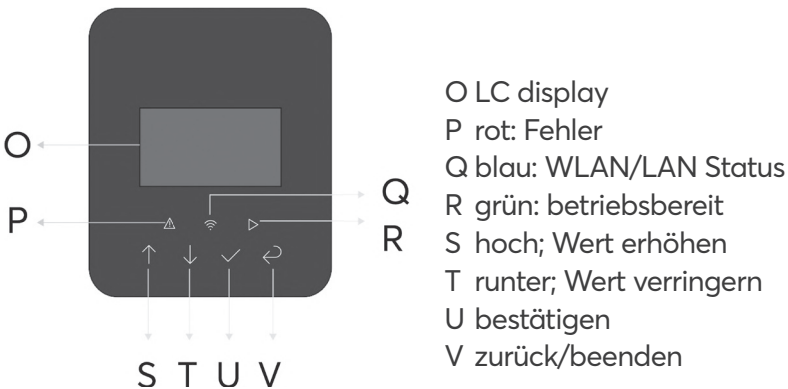 O
P
Q
R
S T U V
O LC display
P rot: Fehler
Q blau: WLAN/LAN Status
R grün: betriebsbereit
S hoch; Wert erhöhen
T runter; Wert verringern
U bestätigen
V zurück/beenden